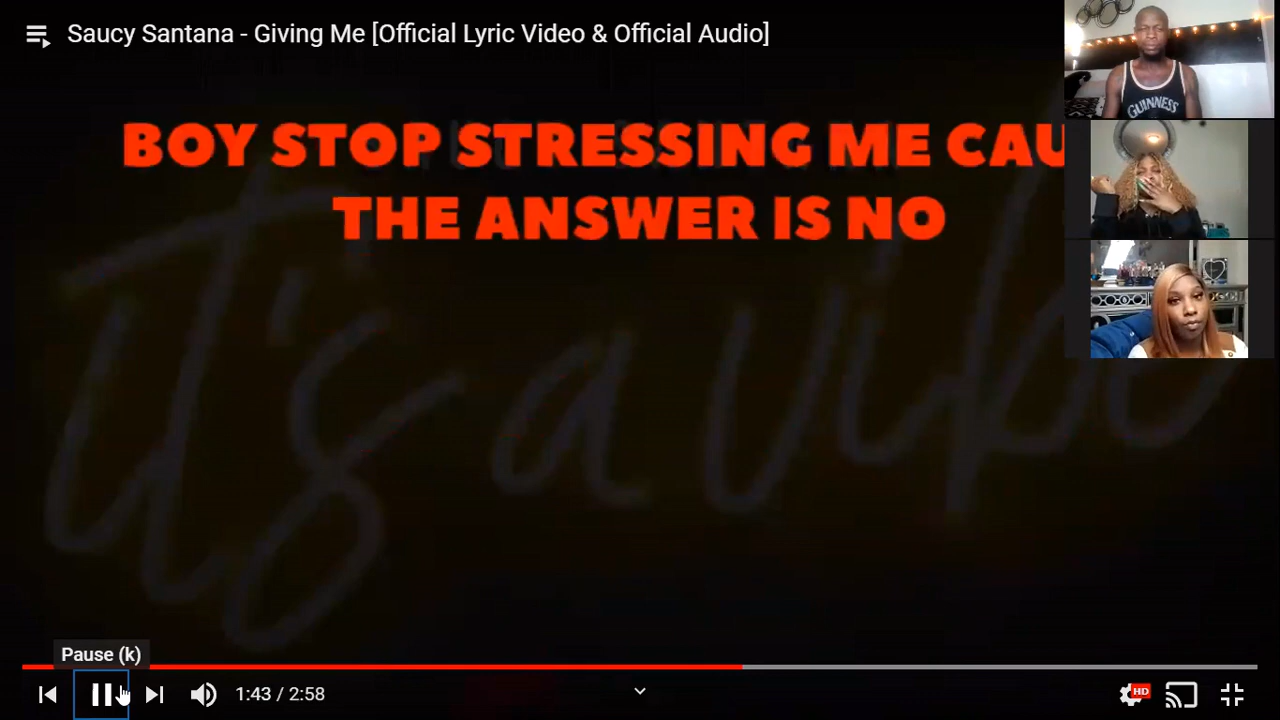 Saucy Santana - Giving Me [Official Lyric Video & Official Audio]
GUINNESS
BOY STOP STRESSING ME CAU
THE ANSWER IS NO
it's a vibe
Pause (k)
1:43 / 2:58
HD